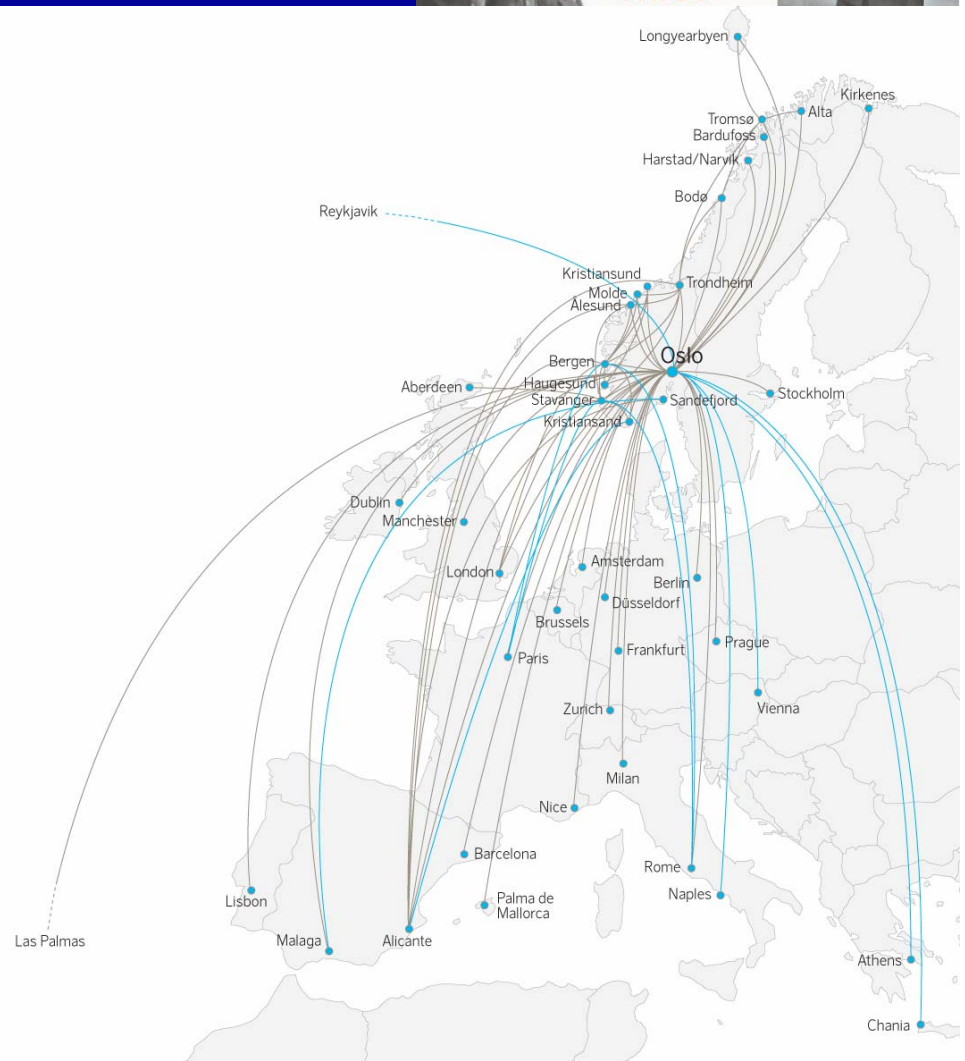 Longyearbyen
Kirkenes
Tromsø
Alta
Bardufoss
Harstad/Narvik
Bodø
Reykjavik
Kristiansund
Trondheim
Molde
Ålesund
Oslo
Bergen
Aberdeen
Haugesund
Stockholm
Stavanger
Sandefjord
Kristiansand
Dublin
Manchester
Amsterdam
London
Berlin
Düsseldorf
Brussels
Prague
Frankfurt
Paris
Zurich
Vienna
Milan
Nice
Barcelona
Rome
Naples
Palma de
Mallorca
Lisbon
Las Palmas
Malaga
Alicante
Athens
Chania